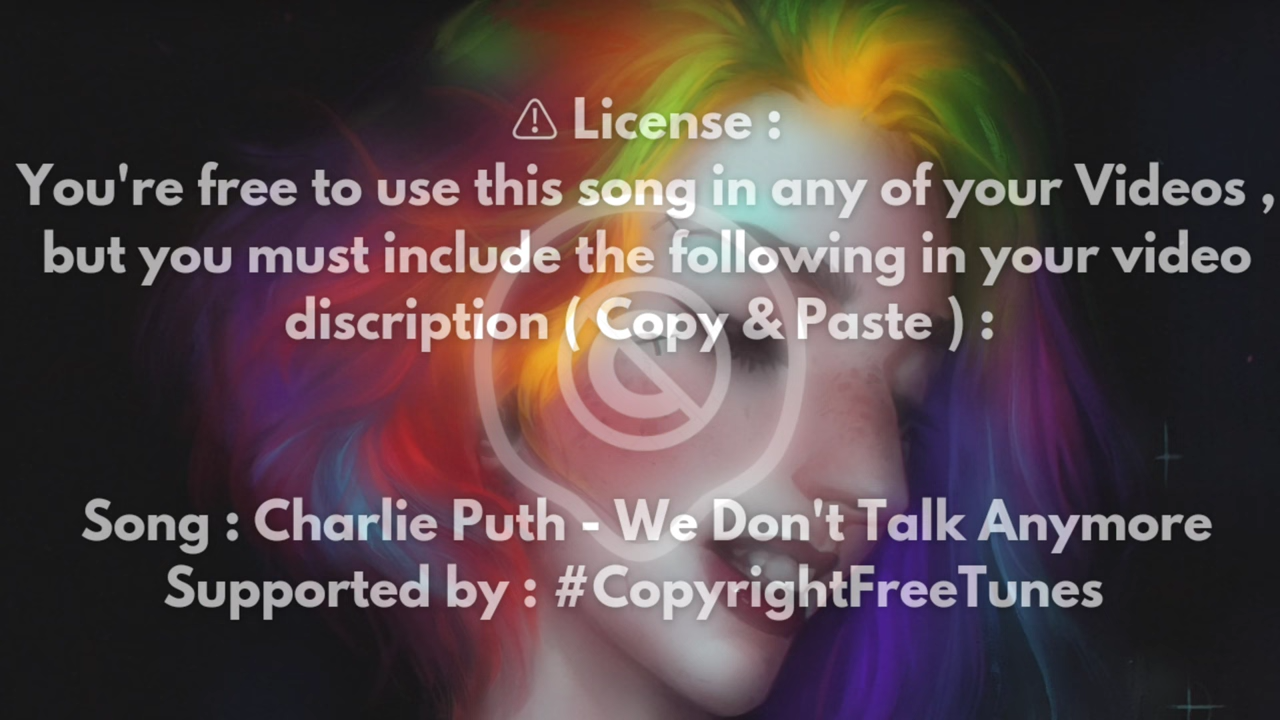 ⚠ License :
You're free to use this song in any of your Videos ,
but you must include the following in your video
discription ( Copy & Paste ) :
Song : Charlie Puth - We Don't Talk Anymore
Supported by : #CopyrightFreeTunes